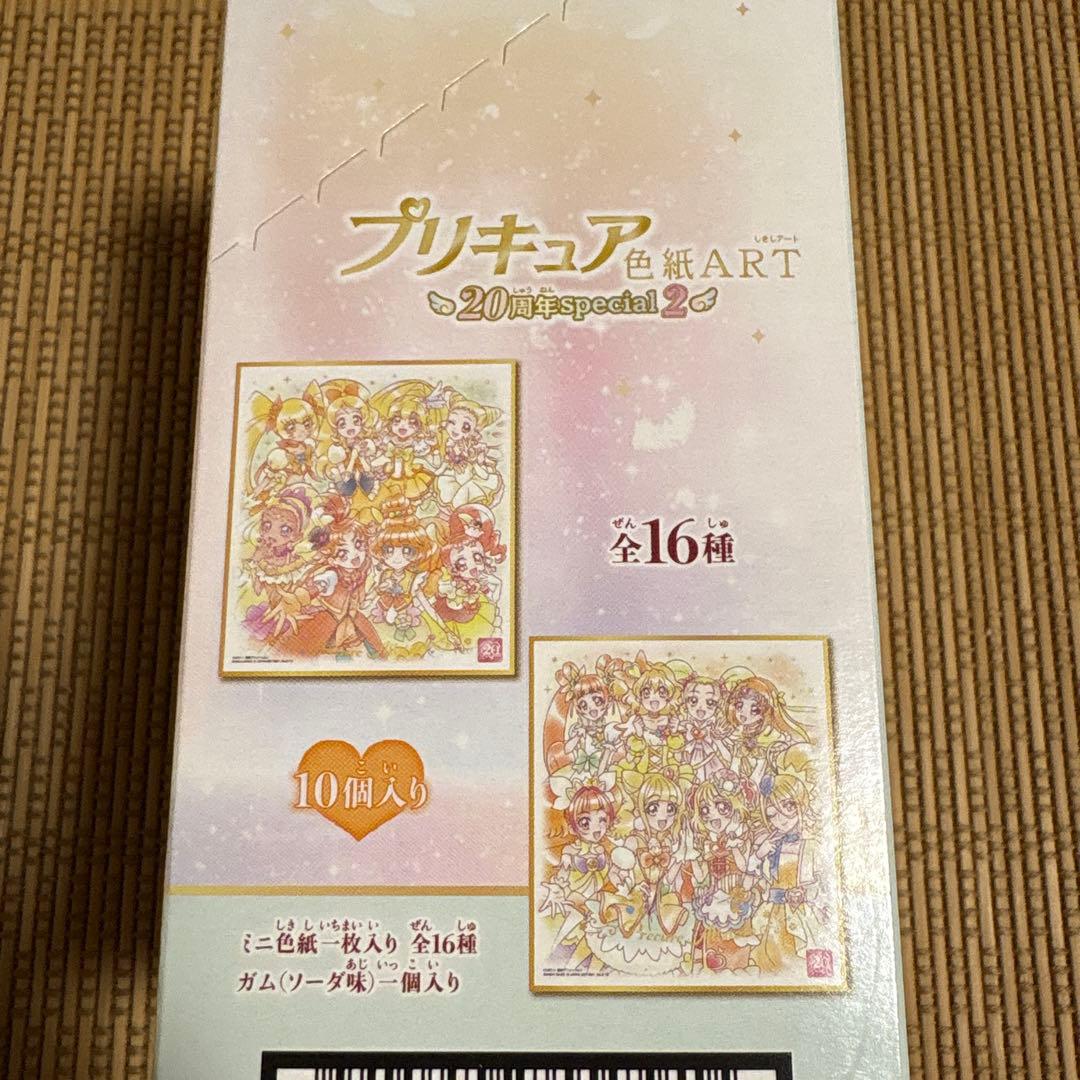 プリキュア色紙ART
しきしアート
20周年special2
しゅう ねん
全16種
ぜん しゅ
10個入り
こ い
ミニ色紙一枚入り 全16種
しき し いちまい い ぜん しゅ
ガム(ソーダ味)一個入り
あじ いっ こ い
20
20